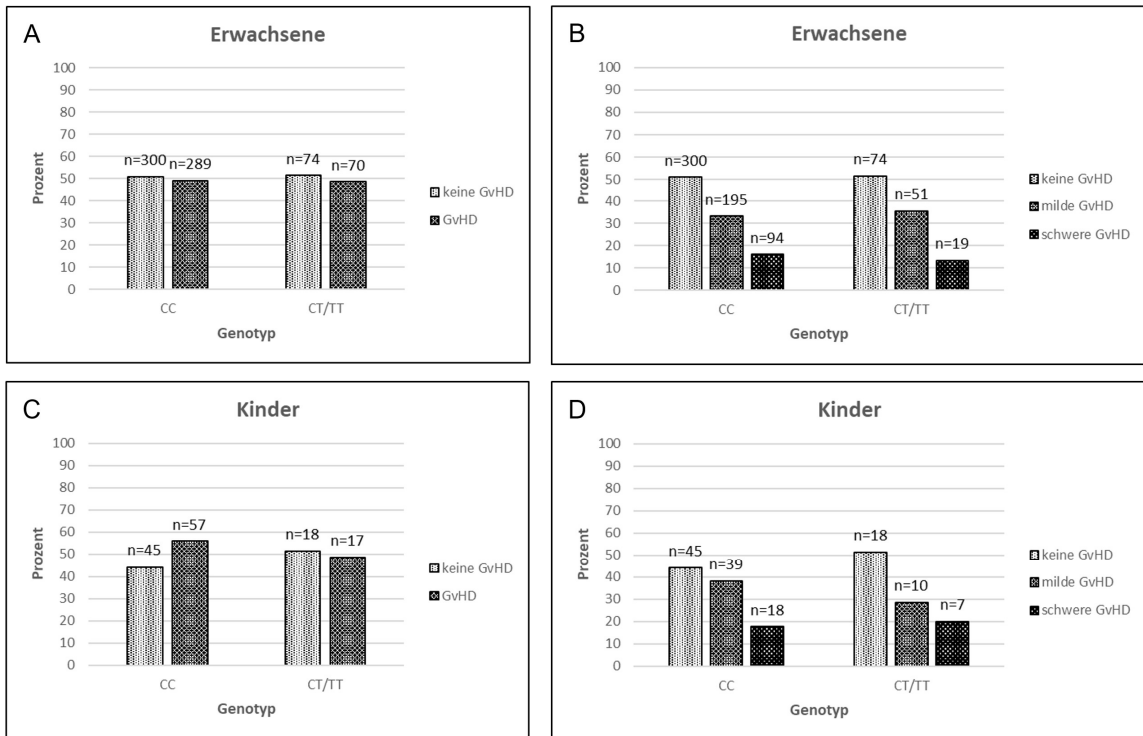 A
Erwachsene
100
90
80
70
60
50
40
30
20
10
0
Prozent
n=300
n=289
n=74
n=70
CC
CT/TT
Genotyp
keine GvHD
GvHD
B
Erwachsene
100
90
80
70
60
50
40
30
20
10
0
Prozent
n=300
n=195
n=94
n=74
n=51
n=19
CC
CT/TT
Genotyp
keine GvHD
milde GvHD
schwere GvHD
C
Kinder
100
90
80
70
60
50
40
30
20
10
0
Prozent
n=45
n=57
n=18
n=17
CC
CT/TT
Genotyp
keine GvHD
GvHD
D
Kinder
100
90
80
70
60
50
40
30
20
10
0
Prozent
n=45
n=39
n=18
n=18
n=10
n=7
CC
CT/TT
Genotyp
keine GvHD
milde GvHD
schwere GvHD